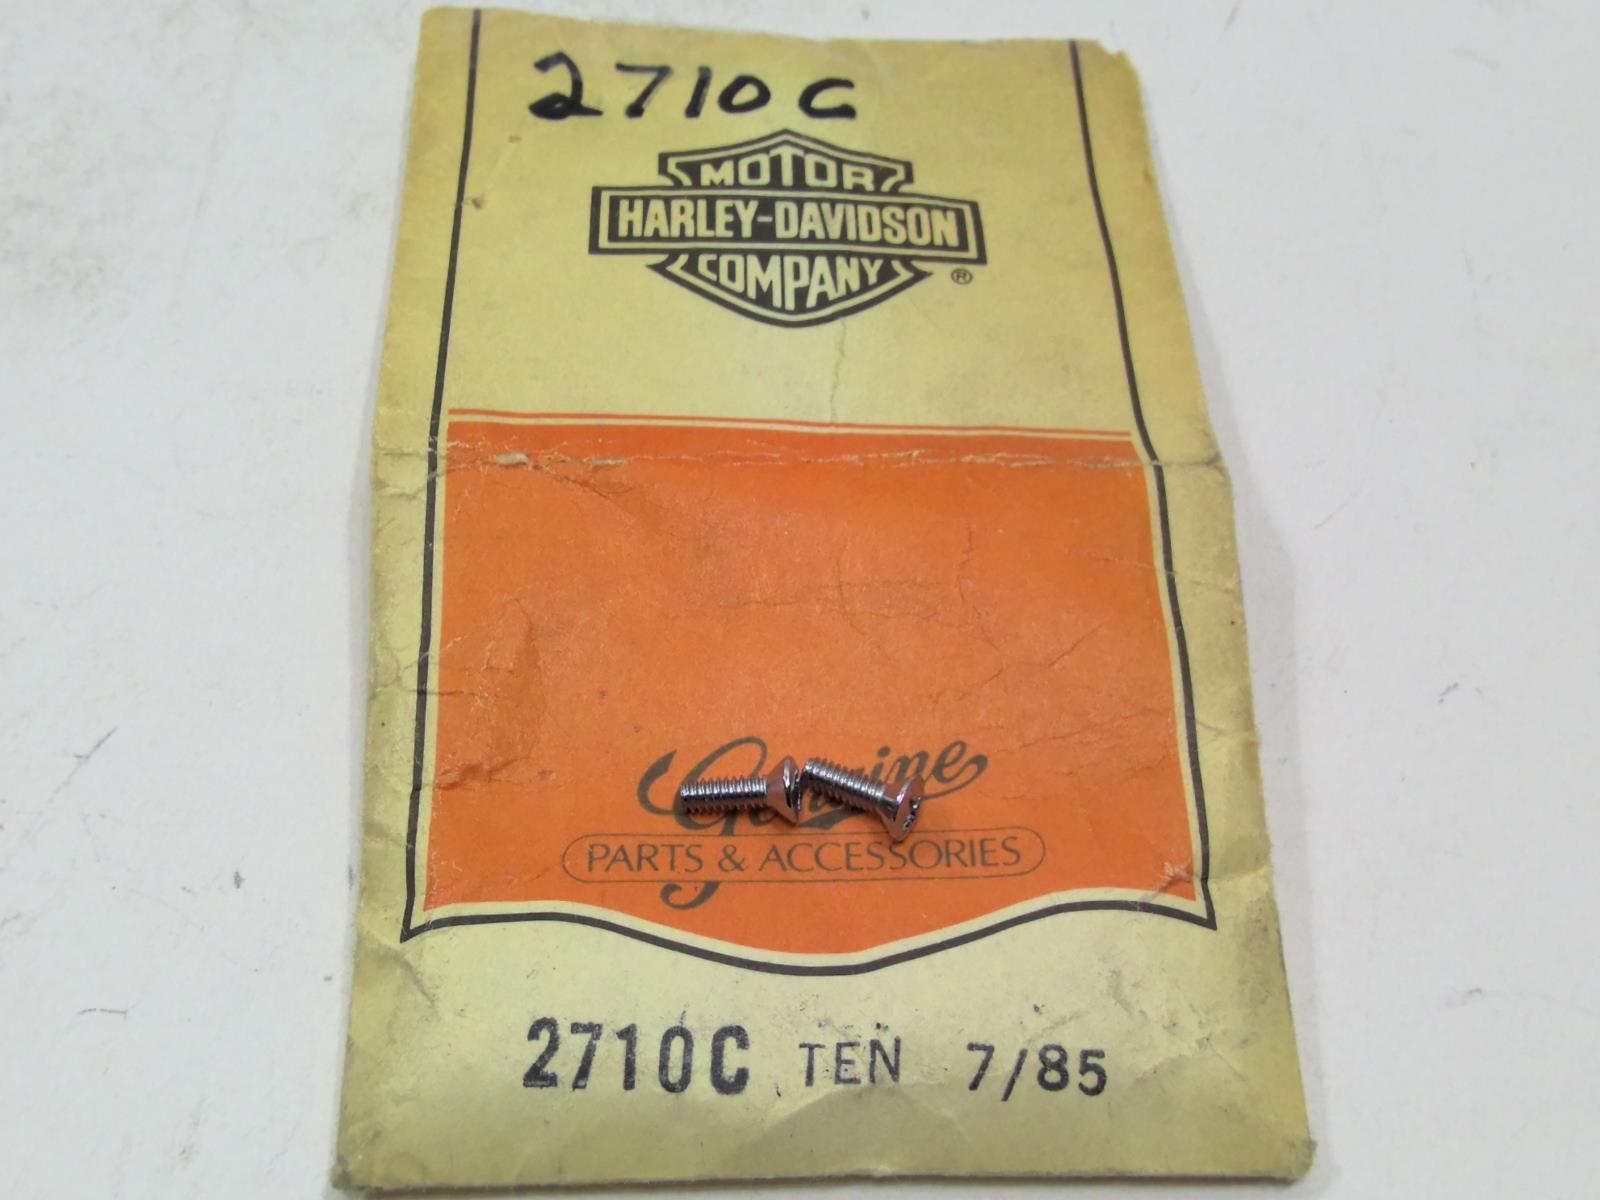 2710C
MOTOR
HARLEY-DAVIDSON
COMPANY ®
Genuine
PARTS & ACCESSORIES
2710C TEN 7/85